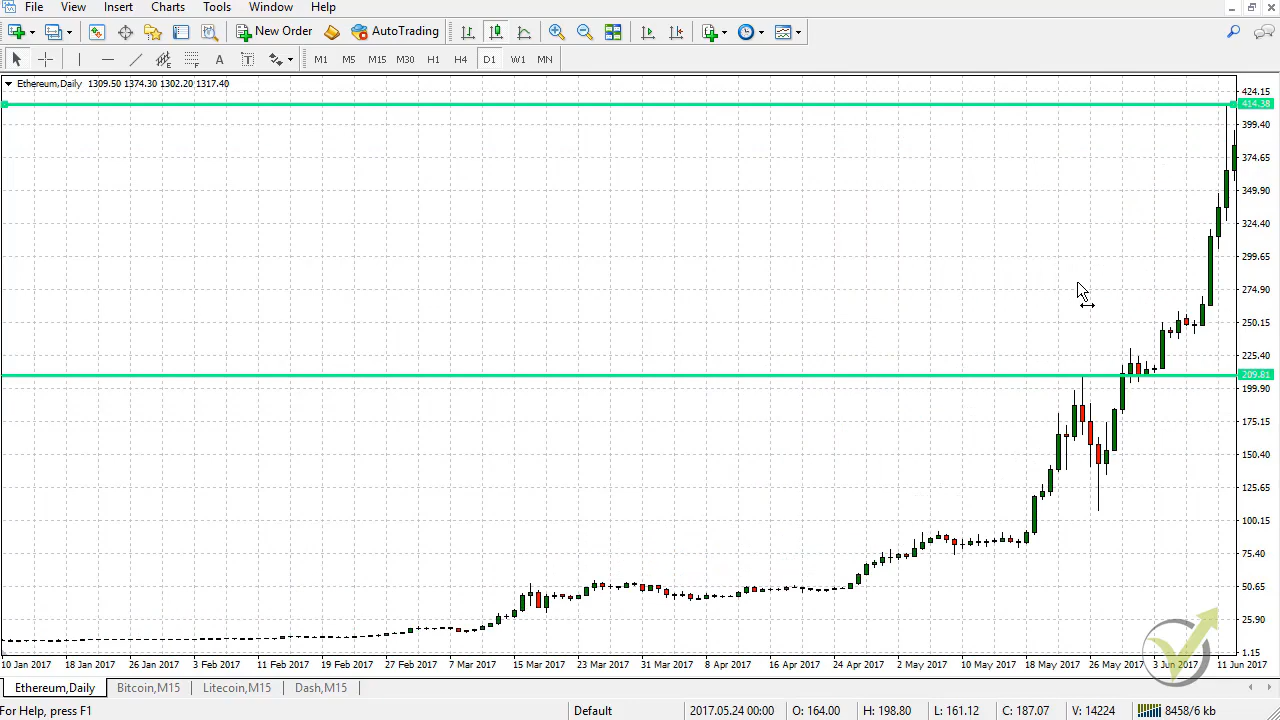 File View Insert Charts Tools Window Help
New Order AutoTrading
A T M1 M5 M15 M30 H1 H4 D1 W1 MN
Ethereum,Daily 1309.50 1374.30 1302.20 1317.40
424.15
414.38
399.40
374.65
349.90
324.40
299.65
274.90
250.15
225.40
209.81
199.90
175.15
150.40
125.65
100.15
75.40
50.65
25.90
1.15
10 Jan 2017 18 Jan 2017 26 Jan 2017 3 Feb 2017 11 Feb 2017 19 Feb 2017 27 Feb 2017 7 Mar 2017 15 Mar 2017 23 Mar 2017 31 Mar 2017 8 Apr 2017 16 Apr 2017 24 Apr 2017 2 May 2017 10 May 2017 18 May 2017 26 May 2017 3 Jun 2017 11 Jun 2017
Ethereum,Daily Bitcoin,M15 Litecoin,M15 Dash,M15
For Help, press F1 Default 2017.05.24 00:00 O: 164.00 H: 198.80 L: 161.12 C: 187.07 V: 14224 8458/6 kb